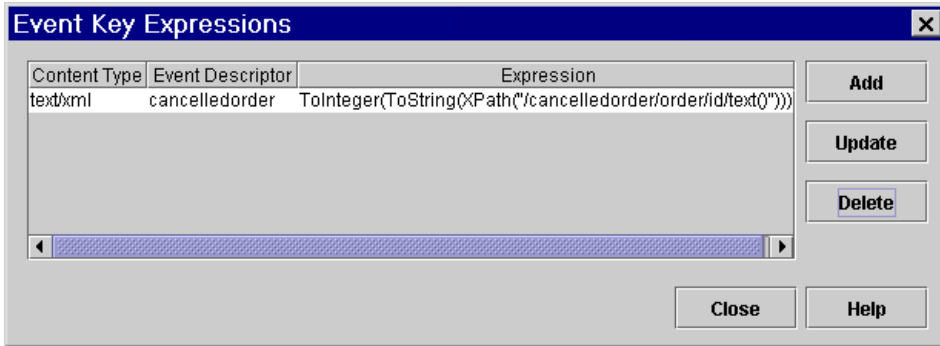 Event Key Expressions
Content Type Event Descriptor Expression
text/xml cancelledorder ToInteger(ToString(XPath("/cancelledorder/order/id/text()")))
Add
Update
Delete
Close Help